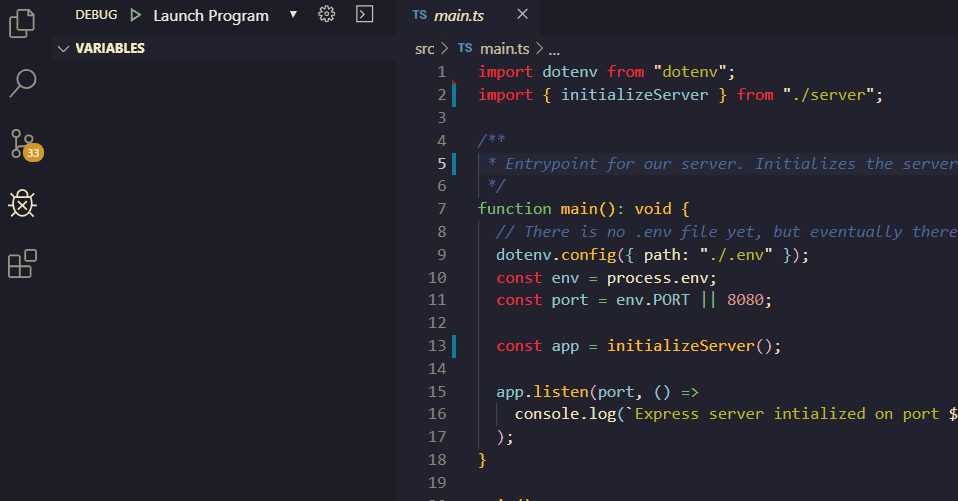 DEBUG Launch Program
VARIABLES
33
TS main.ts
src > TS main.ts > ...
1 import dotenv from "dotenv";
2 import { initializeServer } from "./server";
3
4 /**
5 * Entrypoint for our server. Initializes the server
6 */
7 function main(): void {
8 // There is no .env file yet, but eventually there
9 dotenv.config({ path: "./.env" });
10 const env = process.env;
11 const port = env.PORT || 8080;
12
13 const app = initializeServer();
14
15 app.listen(port, () =>
16 console.log(`Express server intialized on port $
17 );
18 }
19